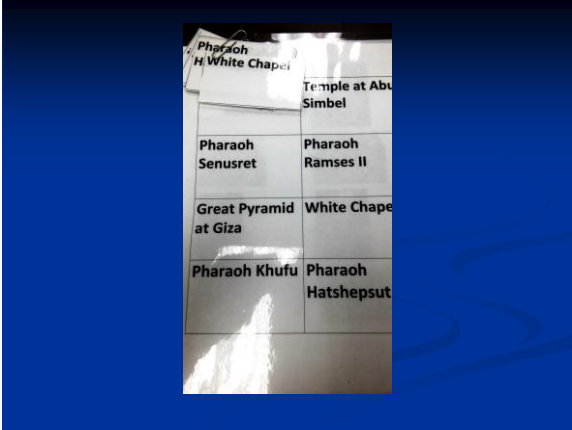 Pharaoh
H White Chapel
Temple at Abu
Simbel
Pharaoh
Senusret
Pharaoh
Ramses II
Great Pyramid
at Giza
White Chape
Pharaoh Khufu
Pharaoh
Hatshepsut